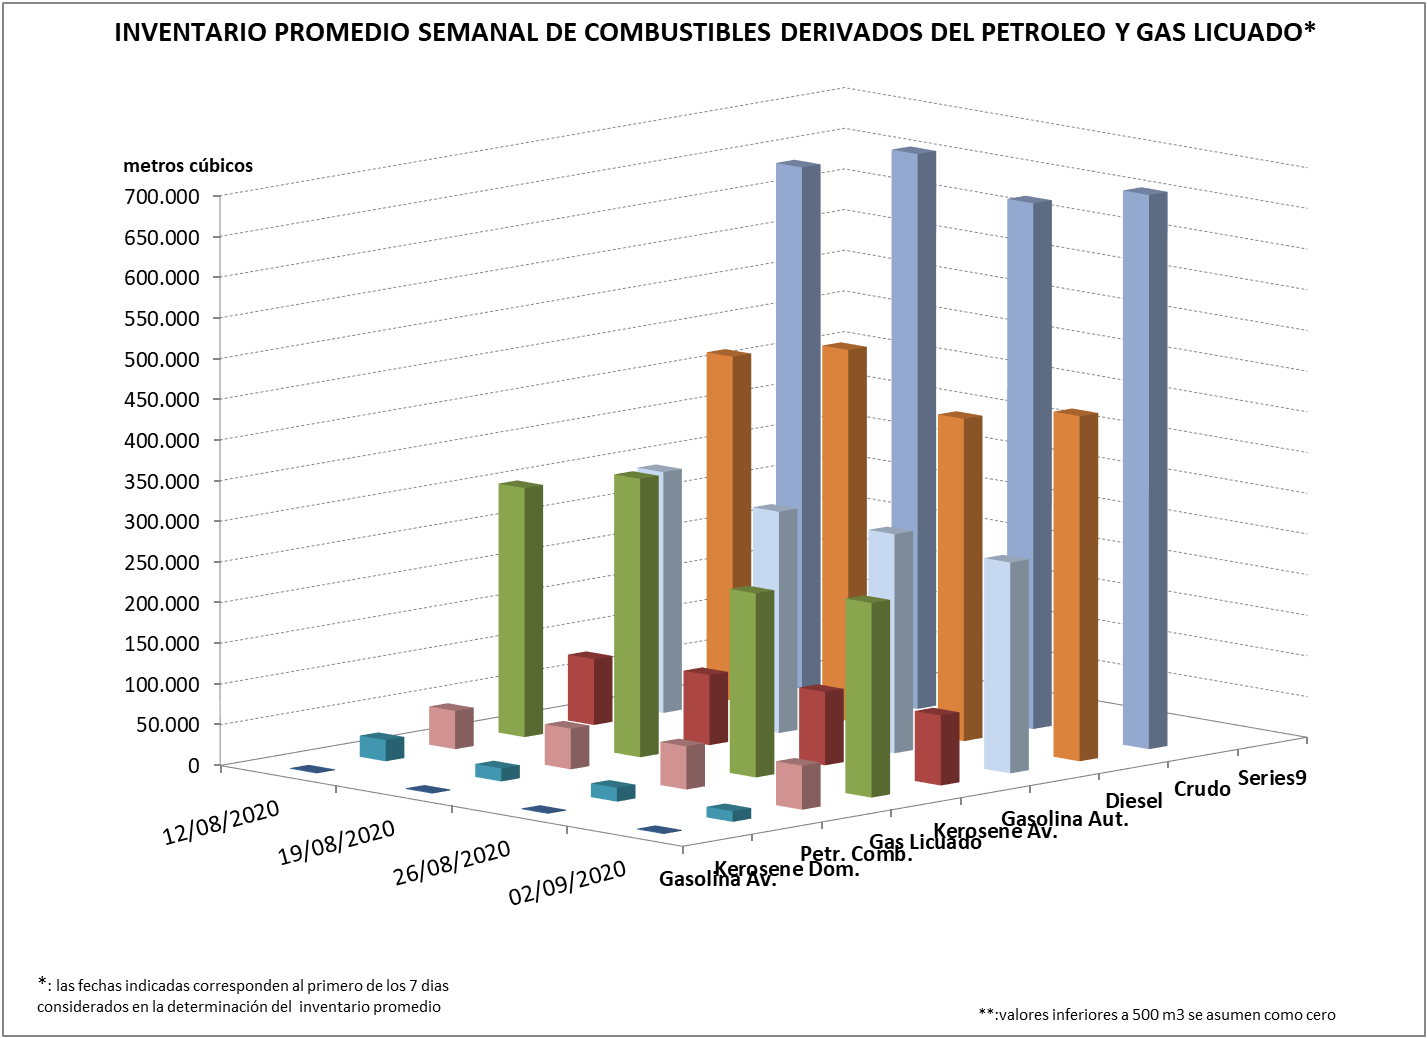 INVENTARIO PROMEDIO SEMANAL DE COMBUSTIBLES DERIVADOS DEL PETROLEO Y GAS LICUADO*
metros cúbicos
700.000
650.000
600.000
550.000
500.000
450.000
400.000
350.000
300.000
250.000
200.000
150.000
100.000
50.000
0
12/08/2020
19/08/2020
26/08/2020
02/09/2020
Gasolina Av.
Kerosene Dom.
Petr. Comb.
Gas Licuado
Kerosene Av.
Gasolina Aut.
Diesel
Crudo
Series9
*: las fechas indicadas corresponden al primero de los 7 dias
considerados en la determinación del inventario promedio
**:valores inferiores a 500 m3 se asumen como cero